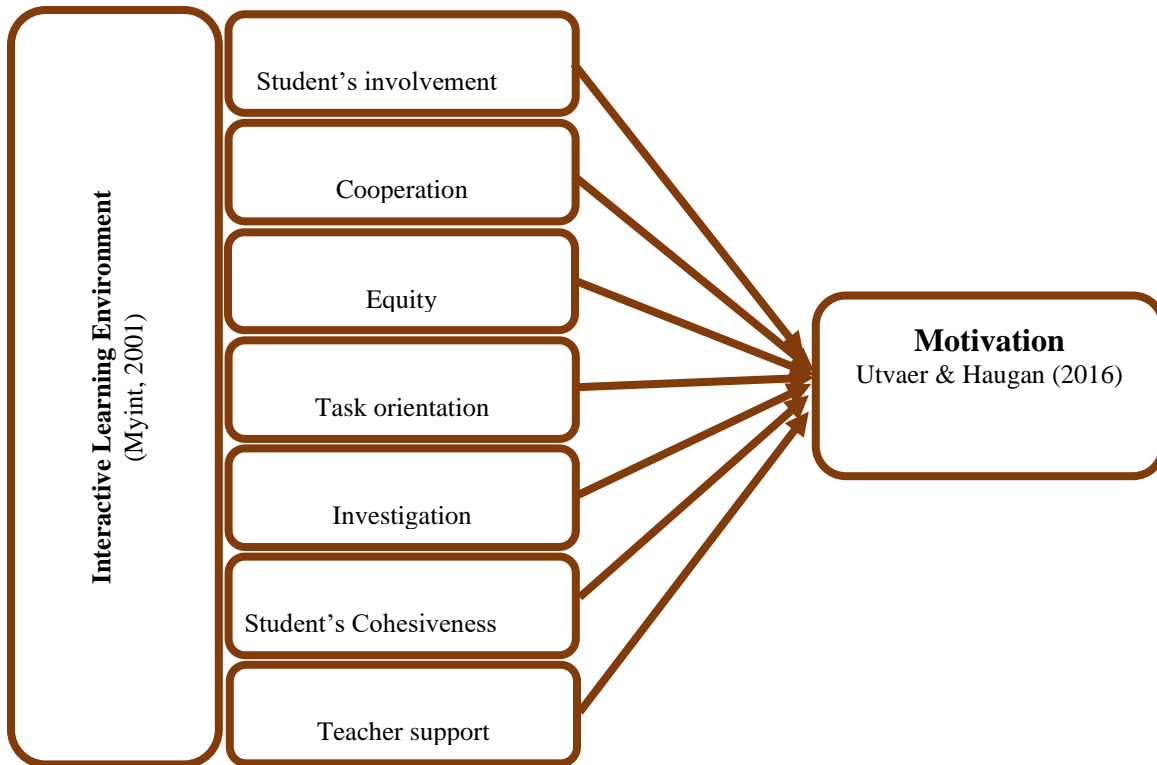 Interactive Learning Environment
(Myint, 2001)
Student’s involvement
Cooperation
Equity
Task orientation
Investigation
Student’s Cohesiveness
Teacher support
Motivation
Utvaer & Haugan (2016)